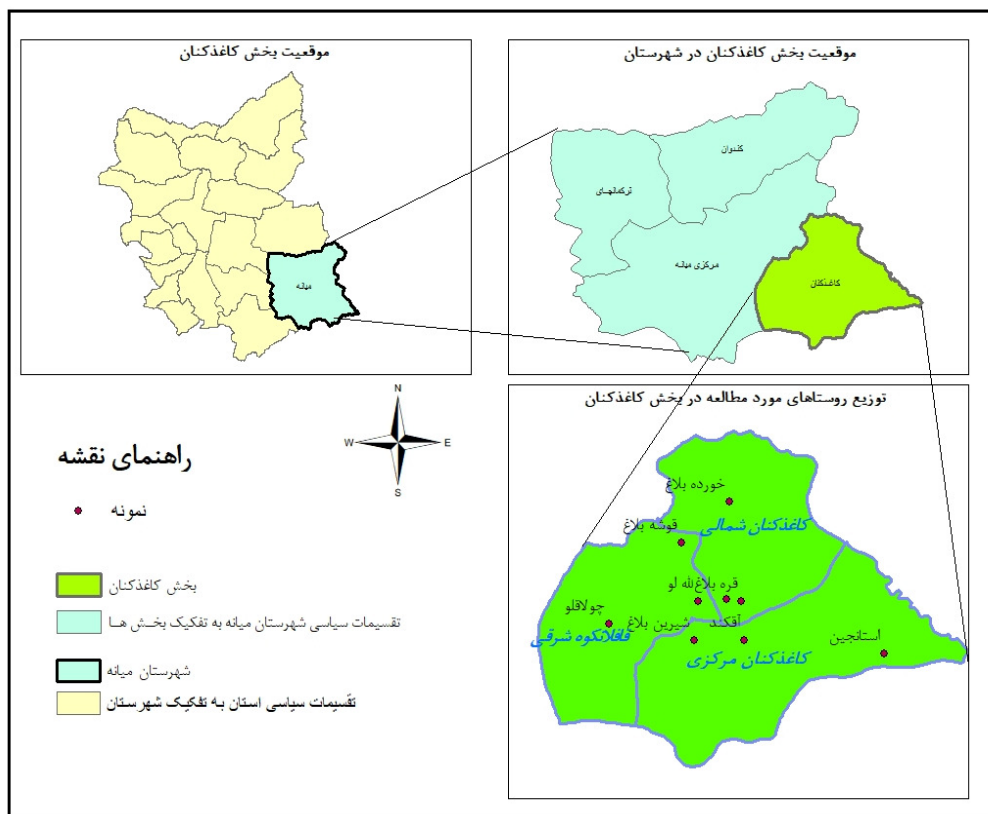 موقعیت بخش کاغذکنان
میانه
موقعیت بخش کاغذکنان در شهرستان
کندوان
ترکمانچای
مرکزی میانه
کاغذکنان
N
W
E
S
راهنمای نقشه
نمونه
بخش کاغذکنان
تقسیمات سیاسی شهرستان میانه به تفکیک بخش هـا
شهرستان میانه
تقسیمات سیاسی استان به تفکیک شهرستان
توزیع روستاهای مورد مطالعه در بخش کاغذکنان
خورده بلاغ
کاغذکنان شمالی
قوشه بلاغ
قره بلاغ
لله لو
چولاقلو
آقکند
شیرین بلاغ
قافلانکوه شرقی
کاغذکنان مرکزی
استانجین